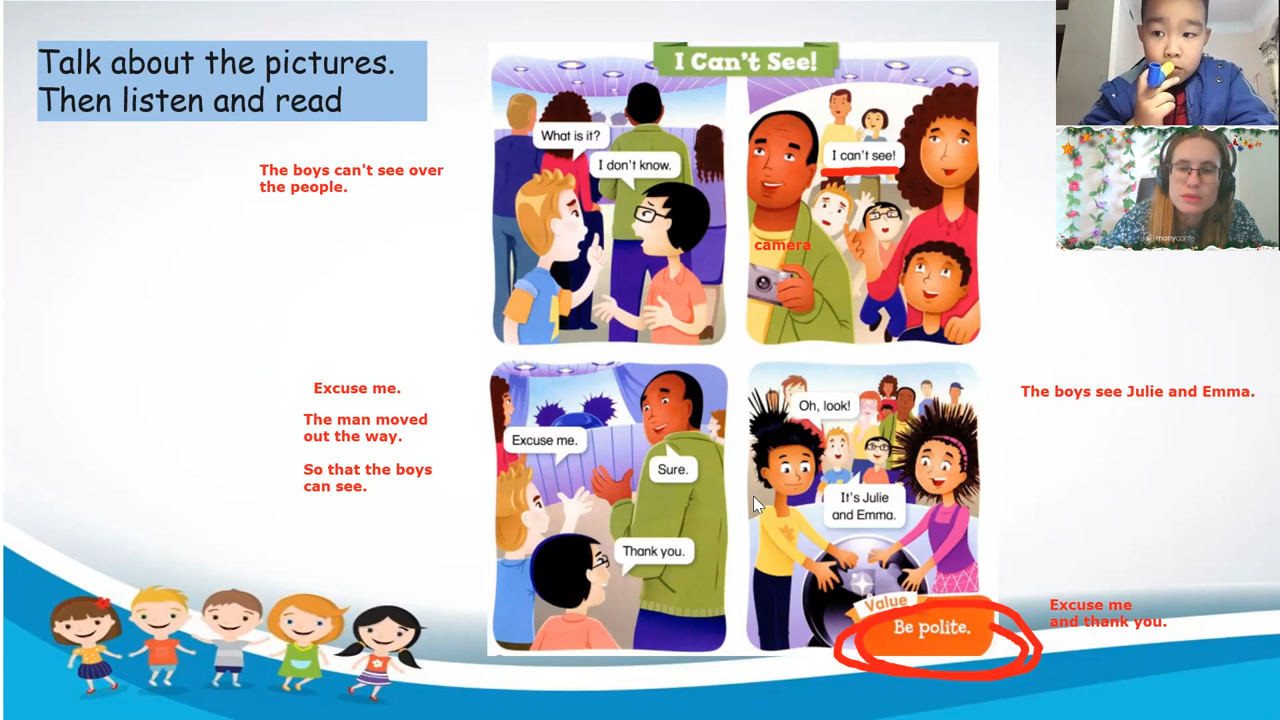 Talk about the pictures.
Then listen and read
The boys can't see over
the people.
I Can't See!
What is it?
I don't know.
I can't see!
camera
Excuse me.
The man moved
out the way.
So that the boys
can see.
Excuse me.
Sure.
Thank you.
Oh, look!
It's Julie
and Emma.
The boys see Julie and Emma.
Value
Be polite.
Excuse me
and thank you.
manycam